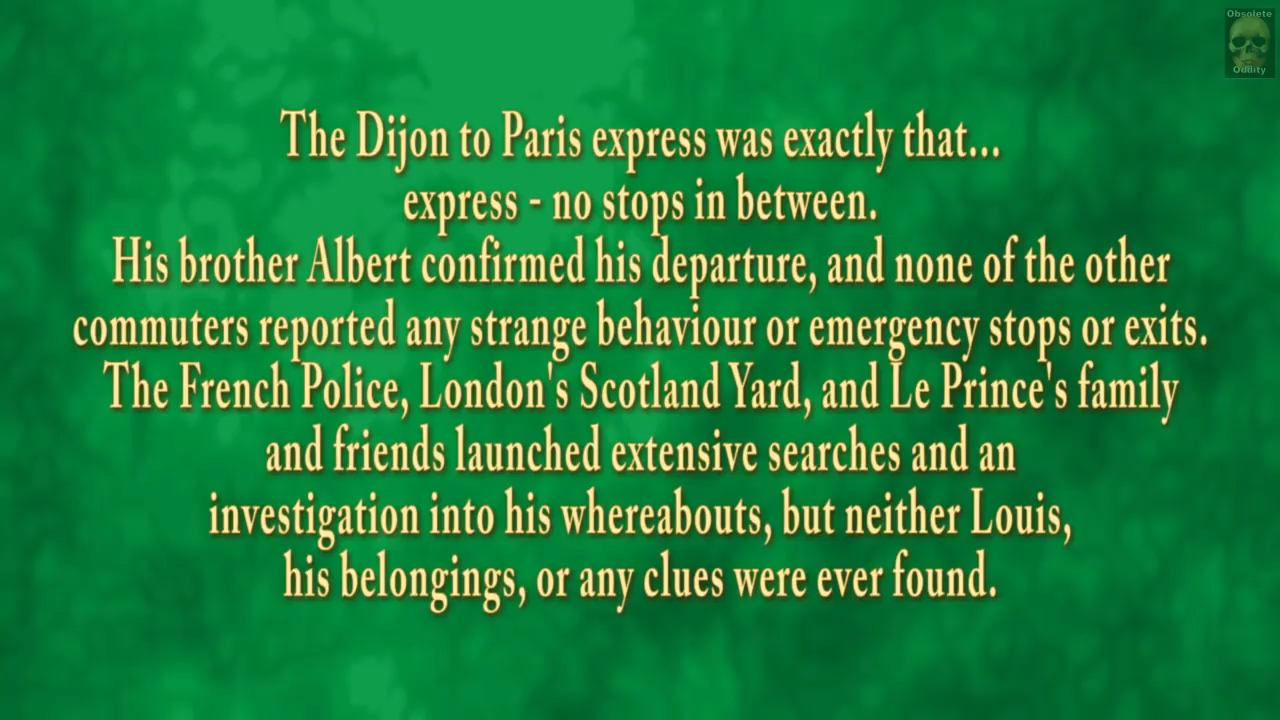 Obsolete
Oddity
The Dijon to Paris express was exactly that...
express - no stops in between.
His brother Albert confirmed his departure, and none of the other
commuters reported any strange behaviour or emergency stops or exits.
The French Police, London's Scotland Yard, and Le Prince's family
and friends launched extensive searches and an
investigation into his whereabouts, but neither Louis,
his belongings, or any clues were ever found.